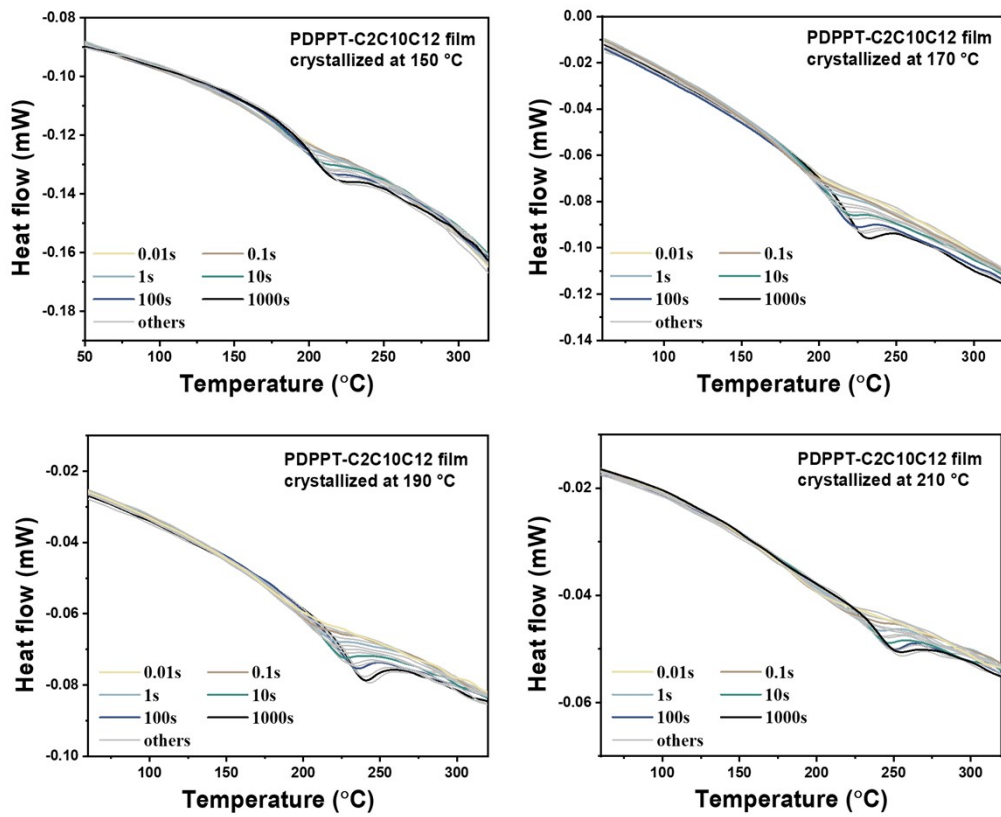 -0.08
-0.10
-0.12
-0.14
-0.16
-0.18
Heat flow (mW)
PDPPT-C2C10C12 film
crystallized at 150 °C
0.01s 0.1s
1s 10s
100s 1000s
others
50 100 150 200 250 300
Temperature (°C)
0.00
-0.02
-0.04
-0.06
-0.08
-0.10
-0.12
-0.14
Heat flow (mW)
PDPPT-C2C10C12 film
crystallized at 170 °C
0.01s 0.1s
1s 10s
100s 1000s
others
100 150 200 250 300
Temperature (°C)
-0.02
-0.04
-0.06
-0.08
-0.10
Heat flow (mW)
PDPPT-C2C10C12 film
crystallized at 190 °C
0.01s 0.1s
1s 10s
100s 1000s
others
100 150 200 250 300
Temperature (°C)
-0.02
-0.04
-0.06
Heat flow (mW)
PDPPT-C2C10C12 film
crystallized at 210 °C
0.01s 0.1s
1s 10s
100s 1000s
others
100 150 200 250 300
Temperature (°C)